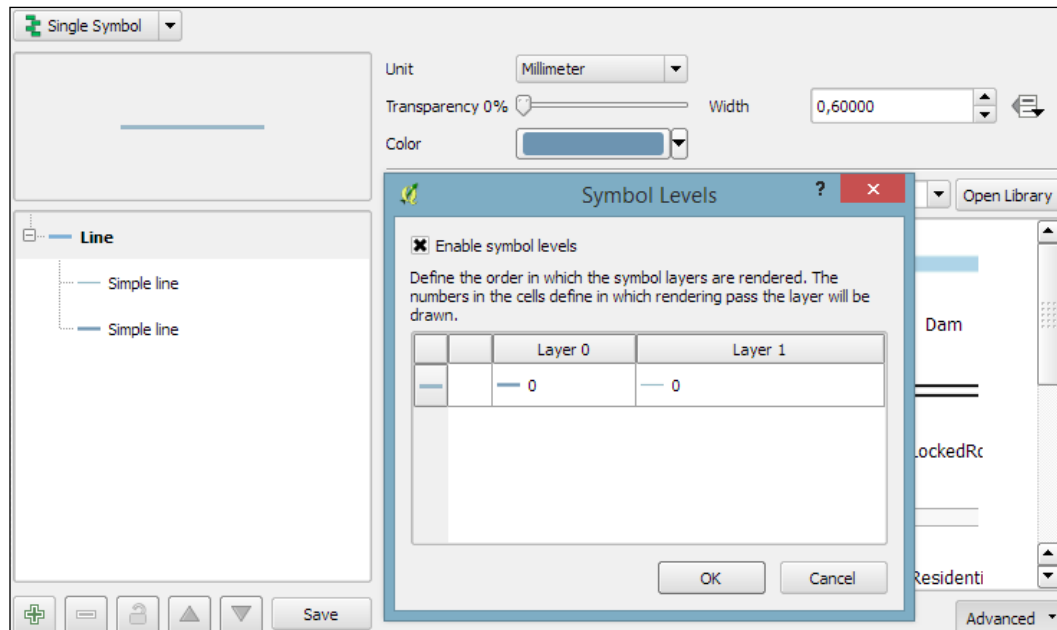 Single Symbol
Unit
Millimeter
Transparency 0%
Width
0,60000
Color
Open Library
Line
Simple line
Simple line
Symbol Levels
?
Enable symbol levels
Define the order in which the symbol layers are rendered. The
numbers in the cells define in which rendering pass the layer will be
drawn.
Layer 0
Layer 1
0
0
OK
Cancel
Dam
LockedRo
Residenti
Save
Advanced